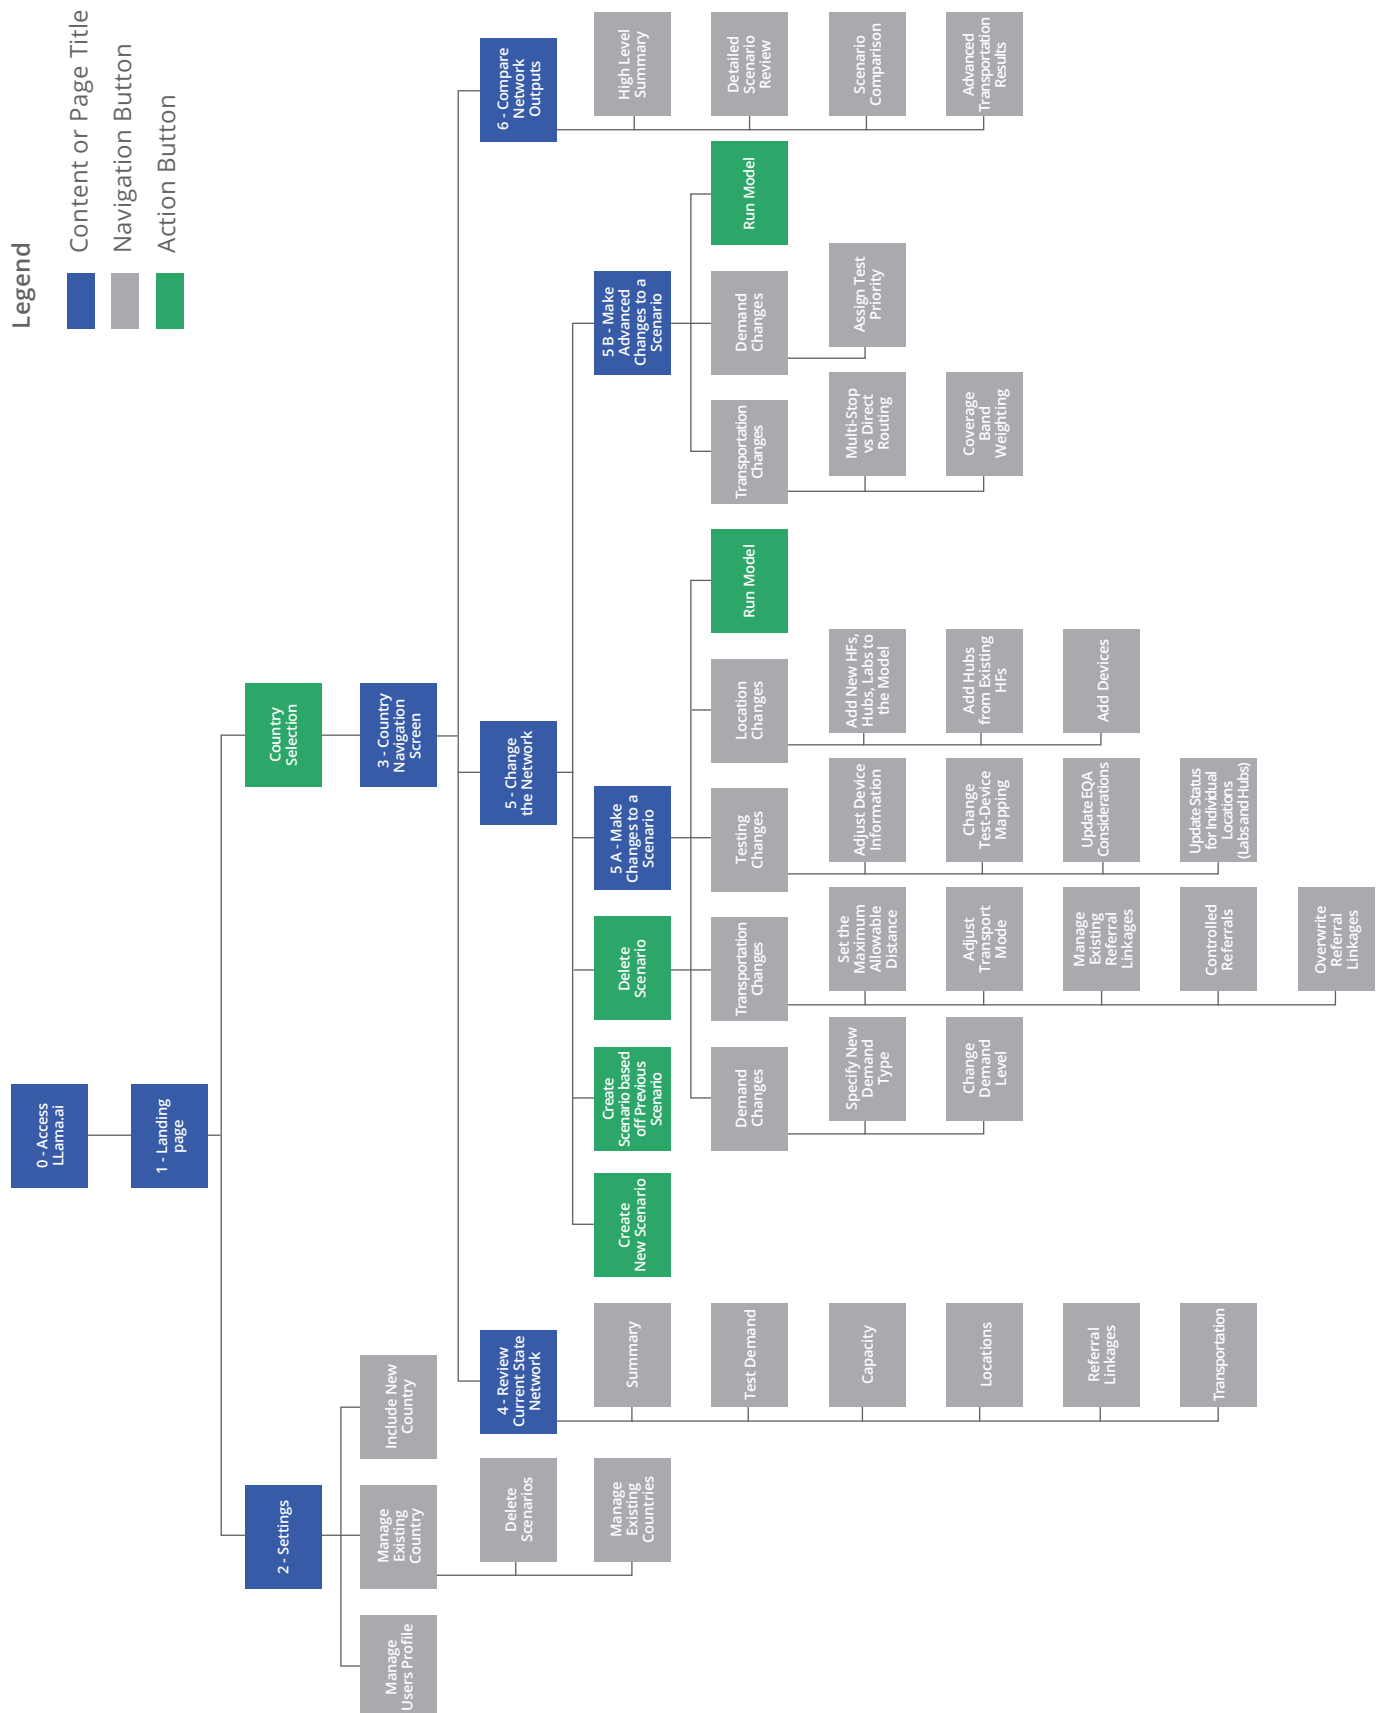 Legend
Content or Page Title
Navigation Button
Action Button
0 - Access
LLama.ai
1 - Landing
page
2 - Settings
Manage
Users Profile
Manage
Existing
Country
Delete
Scenarios
Manage
Existing
Countries
Include New
Country
Country
Selection
3 - Country
Navigation
Screen
4 - Review
Current State
Network
Summary
Test Demand
Capacity
Locations
Referral
Linkages
Transportation
5 - Change
the Network
Create
New Scenario
Create
Scenario based
off Previous
Scenario
Delete
Scenario
5 A - Make
Changes to a
Scenario
Demand
Changes
Specify New
Demand
Type
Change
Demand
Level
Transportation
Changes
Set the
Maximum
Allowable
Distance
Adjust
Transport
Mode
Manage
Existing
Referral
Linkages
Controlled
Referrals
Overwrite
Referral
Linkages
Testing
Changes
Adjust Device
Information
Change
Test-Device
Mapping
Update EQA
Considerations
Update Status
for Individual
Locations
(Labs and Hubs)
Location
Changes
Add New HFs,
Hubs, Labs to
the Model
Add Hubs
from Existing
HFs
Add Devices
Run Model
5 B - Make
Advanced
Changes to a
Scenario
Transportation
Changes
Multi-Stop
vs Direct
Routing
Coverage
Band
Weighting
Demand
Changes
Assign Test
Priority
Run Model
6 - Compare
Network
Outputs
High Level
Summary
Detailed
Scenario
Review
Scenario
Comparison
Advanced
Transportation
Results